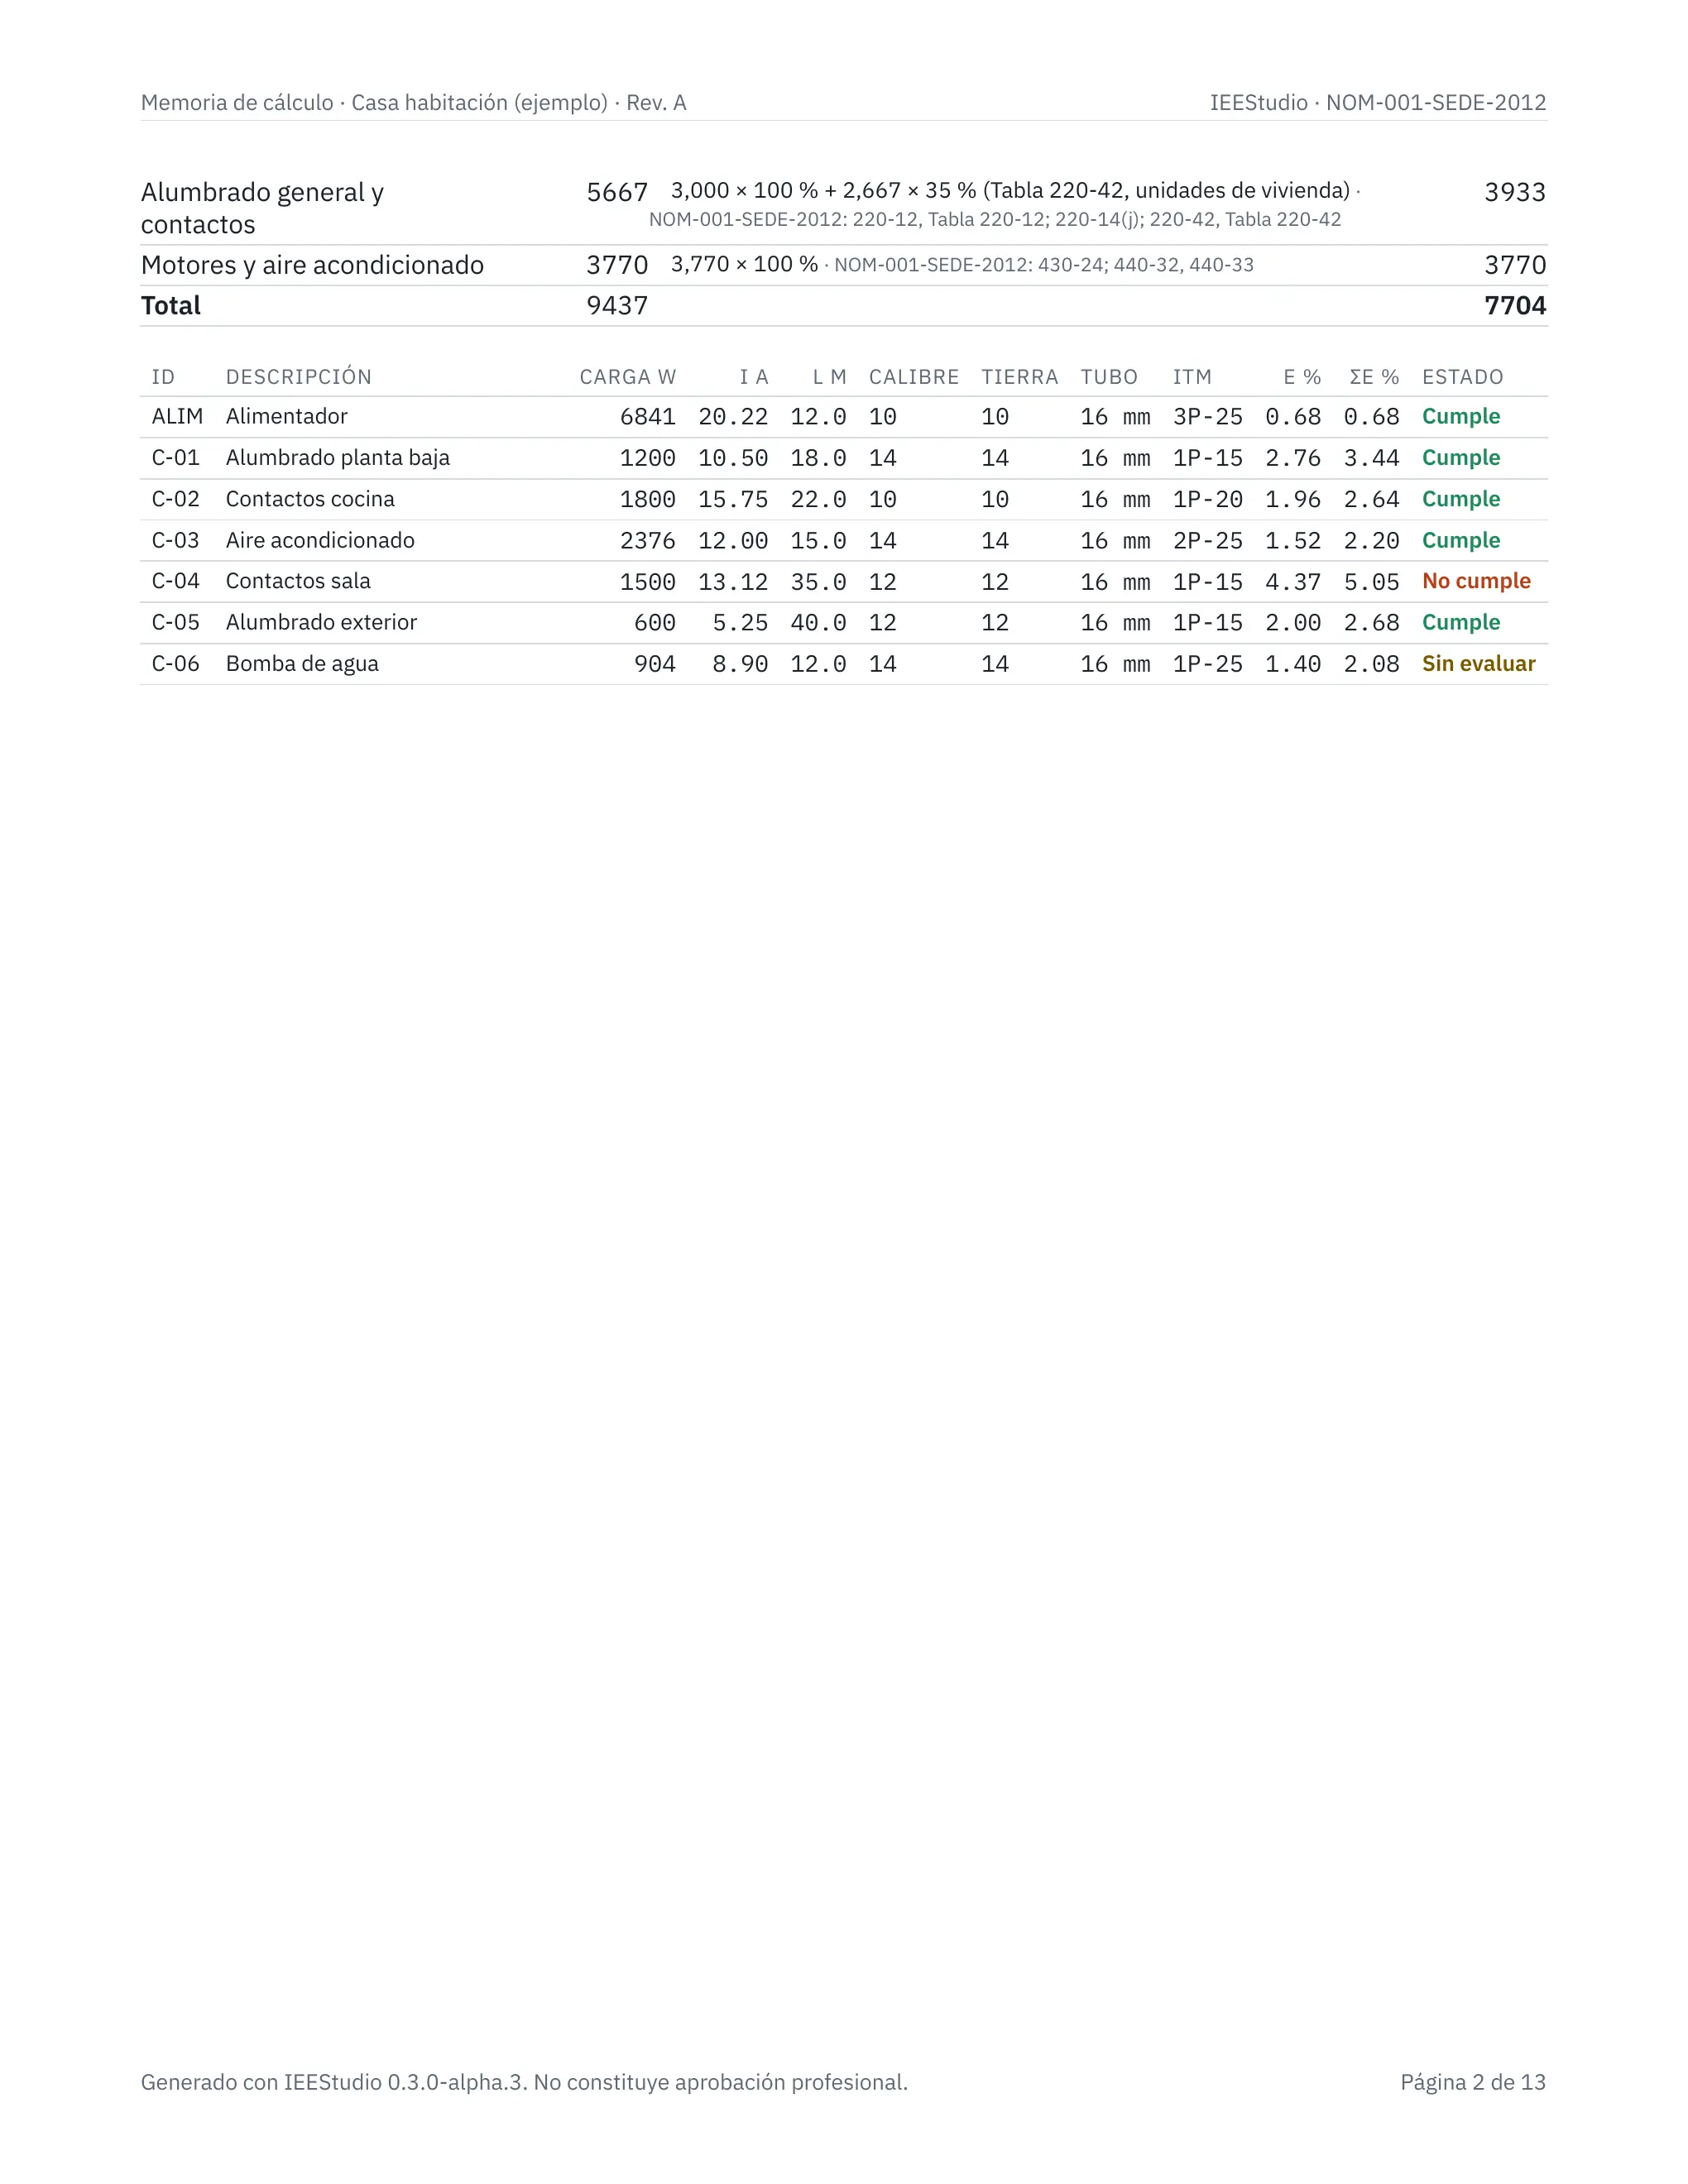 Memoria de cálculo · Casa habitación (ejemplo) · Rev. A IEEStudio · NOM-001-SEDE-2012
Alumbrado general y contactos 5667 3,000 × 100 % + 2,667 × 35 % (Tabla 220-42, unidades de vivienda) · NOM-001-SEDE-2012: 220-12, Tabla 220-12; 220-14(j); 220-42, Tabla 220-42 3933
Motores y aire acondicionado 3770 3,770 × 100 % · NOM-001-SEDE-2012: 430-24; 440-32, 440-33 3770
Total 9437 7704
ID DESCRIPCIÓN CARGA W I A L M CALIBRE TIERRA TUBO ITM E % ΣE % ESTADO
ALIM Alimentador 6841 20.22 12.0 10 10 16 mm 3P-25 0.68 0.68 Cumple
C-01 Alumbrado planta baja 1200 10.50 18.0 14 14 16 mm 1P-15 2.76 3.44 Cumple
C-02 Contactos cocina 1800 15.75 22.0 10 10 16 mm 1P-20 1.96 2.64 Cumple
C-03 Aire acondicionado 2376 12.00 15.0 14 14 16 mm 2P-25 1.52 2.20 Cumple
C-04 Contactos sala 1500 13.12 35.0 12 12 16 mm 1P-15 4.37 5.05 No cumple
C-05 Alumbrado exterior 600 5.25 40.0 12 12 16 mm 1P-15 2.00 2.68 Cumple
C-06 Bomba de agua 904 8.90 12.0 14 14 16 mm 1P-25 1.40 2.08 Sin evaluar
Generado con IEEStudio 0.3.0-alpha.3. No constituye aprobación profesional. Página 2 de 13